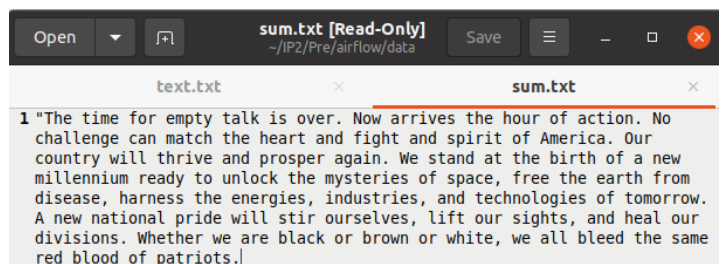 Open
sum.txt [Read-Only]
~/IP2/Pre/airflow/data
Save
text.txt
sum.txt
1 "The time for empty talk is over. Now arrives the hour of action. No
challenge can match the heart and fight and spirit of America. Our
country will thrive and prosper again. We stand at the birth of a new
millennium ready to unlock the mysteries of space, free the earth from
disease, harness the energies, industries, and technologies of tomorrow.
A new national pride will stir ourselves, lift our sights, and heal our
divisions. Whether we are black or brown or white, we all bleed the same
red blood of patriots.